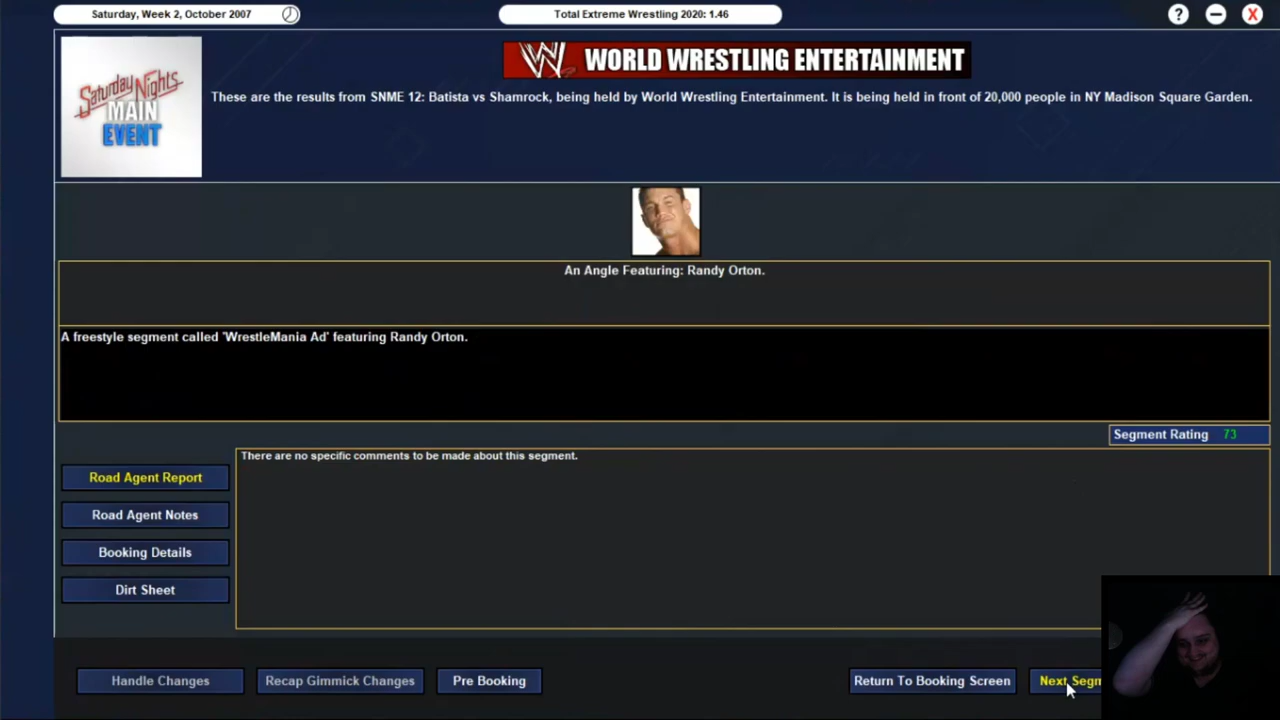 Saturday, Week 2, October 2007
Total Extreme Wrestling 2020: 1.46
?
X
Saturday Night's
MAIN
EVENT
W WORLD WRESTLING ENTERTAINMENT
These are the results from SNME 12: Batista vs Shamrock, being held by World Wrestling Entertainment. It is being held in front of 20,000 people in NY Madison Square Garden.
An Angle Featuring: Randy Orton.
A freestyle segment called 'WrestleMania Ad' featuring Randy Orton.
Segment Rating 73
There are no specific comments to be made about this segment.
Road Agent Report
Road Agent Notes
Booking Details
Dirt Sheet
Handle Changes
Recap Gimmick Changes
Pre Booking
Return To Booking Screen
Next Segm